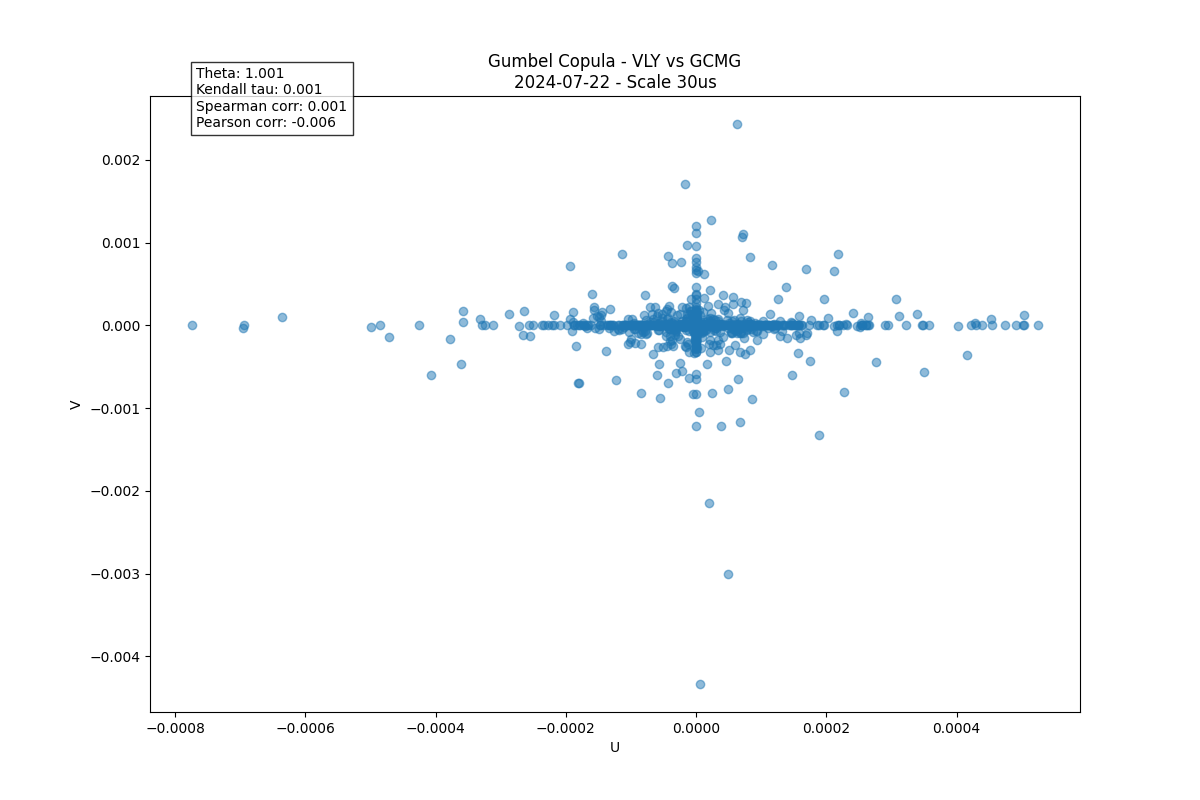 Gumbel Copula - VLY vs GCMG
2024-07-22 - Scale 30us
Theta: 1.001
Kendall tau: 0.001
Spearman corr: 0.001
Pearson corr: -0.006
0.002
0.001
0.000
−0.001
−0.002
−0.003
−0.004
V
−0.0008 −0.0006 −0.0004 −0.0002 0.0000 0.0002 0.0004
U